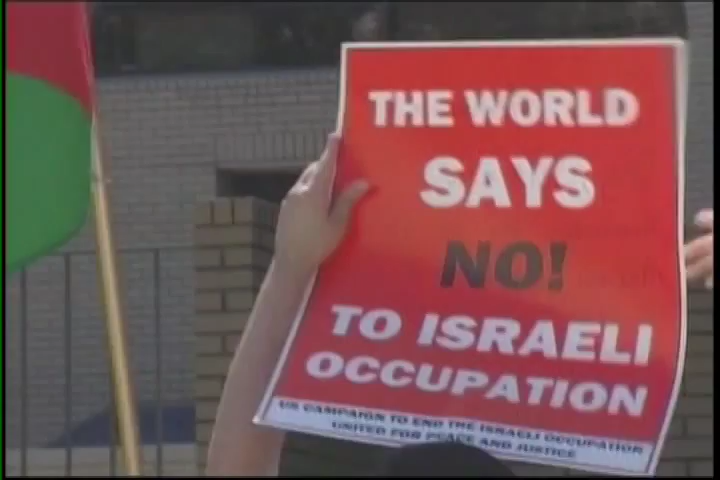 THE WORLD
SAYS
NO!
TO ISRAELI
OCCUPATION
US CAMPAIGN TO END THE ISRAELI OCCUPATION
UNITED FOR PEACE AND JUSTICE